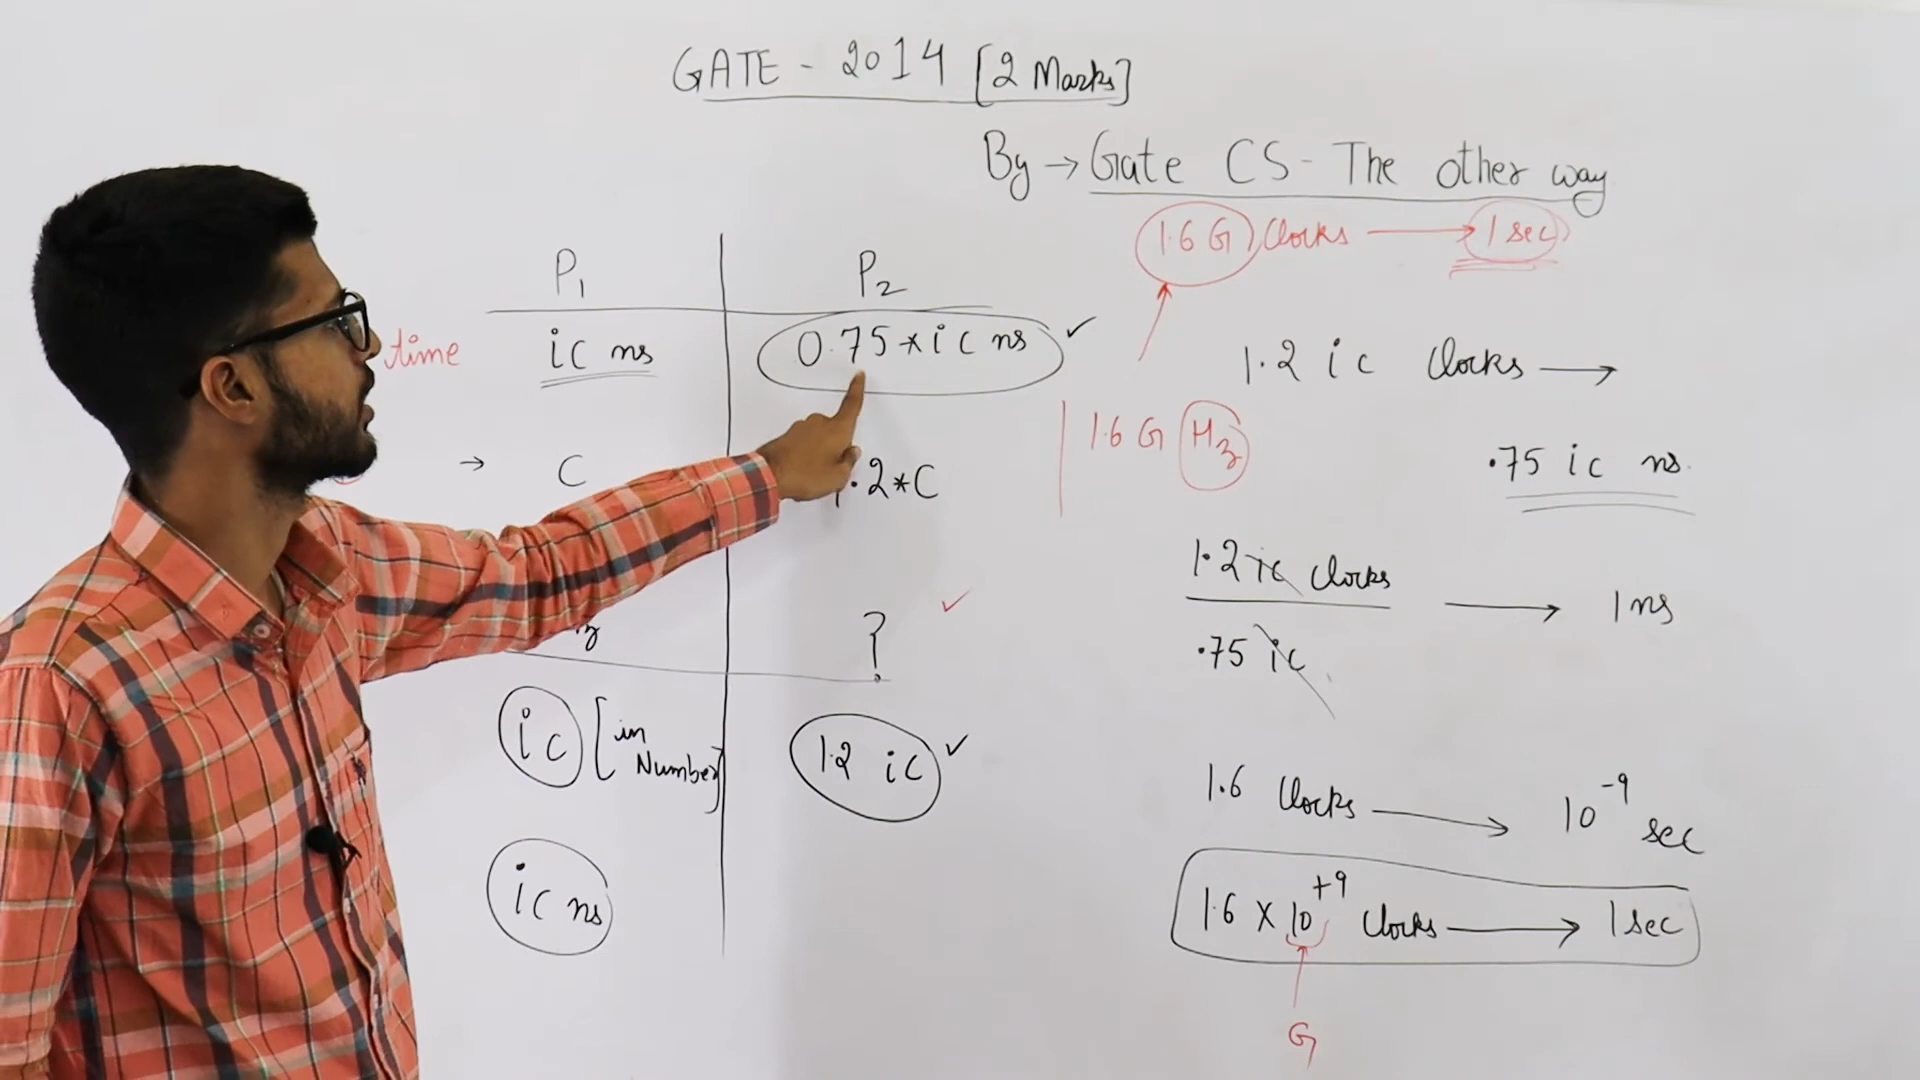 GATE - 2014 [2 Marks]
By → Gate CS - The other way
1.6 G Clocks → 1 sec
P1 P2
time ic ns 0.75 * ic ns ✓
1.2 ic Clocks →
1.6 G Hz
.75 ic ns.
→ C .2*C
1.2 ic Clocks → 1 ns
.75 ic
z ? ✓
ic [in Number] 1.2 ic ✓
1.6 Clocks → 10^-9 sec
ic ns
1.6 X 10^+9 Clocks → 1 sec
G